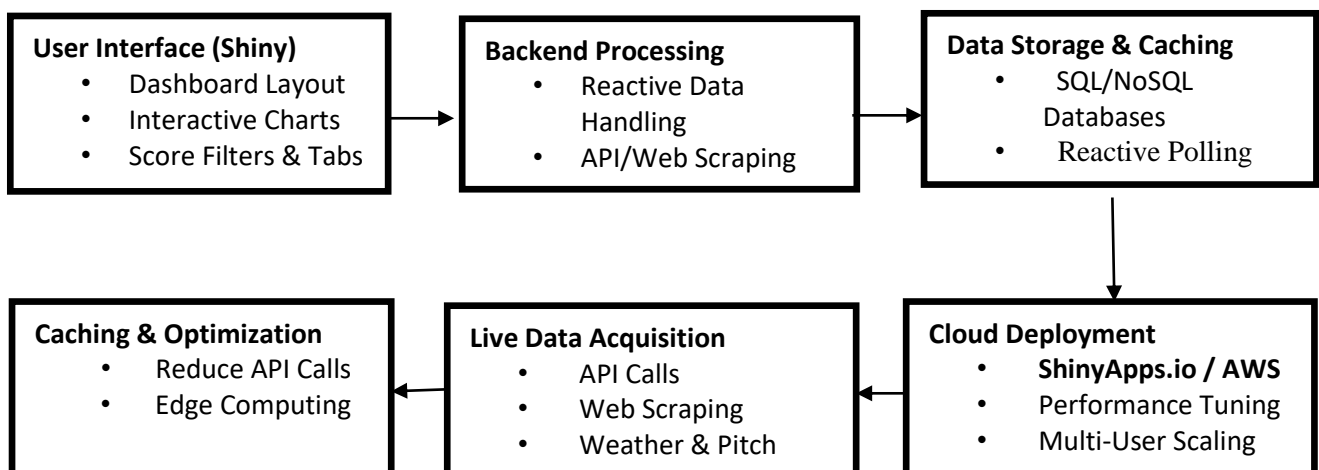 User Interface (Shiny)
• Dashboard Layout
• Interactive Charts
• Score Filters & Tabs
Backend Processing
• Reactive Data
Handling
• API/Web Scraping
Data Storage & Caching
• SQL/NoSQL
Databases
• Reactive Polling
Caching & Optimization
• Reduce API Calls
• Edge Computing
Live Data Acquisition
• API Calls
• Web Scraping
• Weather & Pitch
Cloud Deployment
• ShinyApps.io / AWS
• Performance Tuning
• Multi-User Scaling